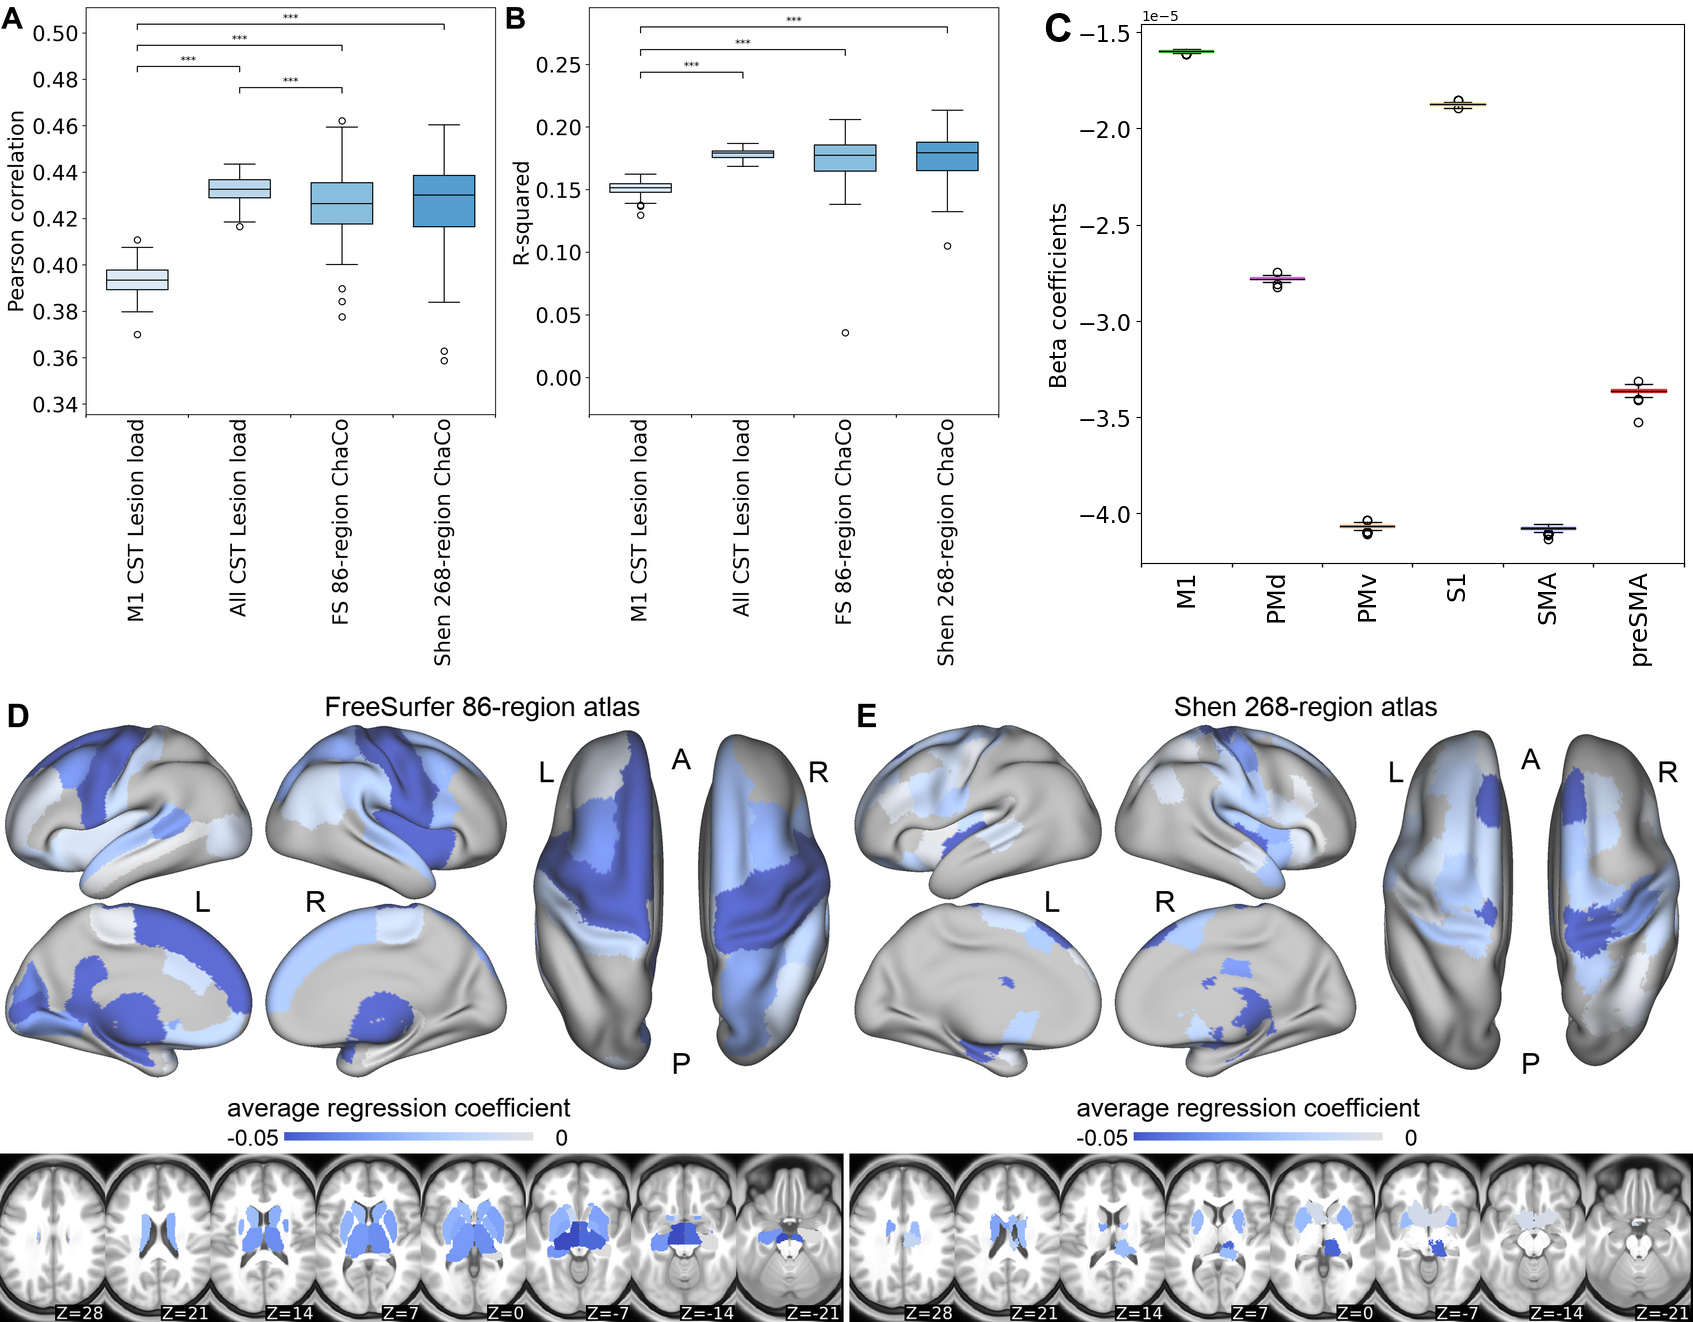 A
Pearson correlation
0.50
0.48
0.46
0.44
0.42
0.40
0.38
0.36
0.34
***
***
***
***
M1 CST Lesion load
All CST Lesion load
FS 86-region ChaCo
Shen 268-region ChaCo
B
R-squared
0.25
0.20
0.15
0.10
0.05
0.00
***
***
***
M1 CST Lesion load
All CST Lesion load
FS 86-region ChaCo
Shen 268-region ChaCo
C
1e−5
Beta coefficients
−1.5
−2.0
−2.5
−3.0
−3.5
−4.0
M1
PMd
PMv
S1
SMA
preSMA
D
FreeSurfer 86-region atlas
L
A
R
L
R
P
average regression coefficient
-0.05
0
Z=28
Z=21
Z=14
Z=7
Z=0
Z=-7
Z=-14
Z=-21
E
Shen 268-region atlas
L
A
R
L
R
P
average regression coefficient
-0.05
0
Z=28
Z=21
Z=14
Z=7
Z=0
Z=-7
Z=-14
Z=-21